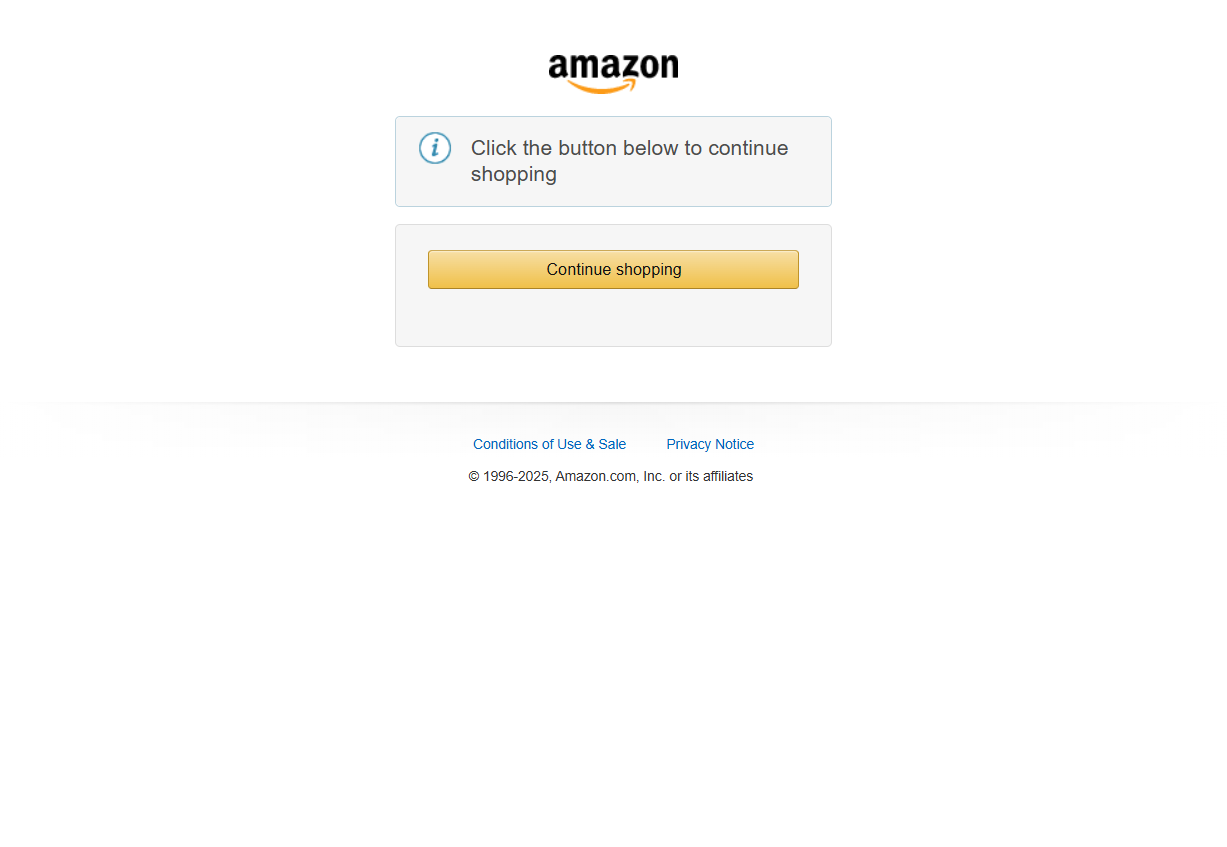 amazon
Click the button below to continue
shopping
Continue shopping
Conditions of Use & Sale Privacy Notice
© 1996-2025, Amazon.com, Inc. or its affiliates